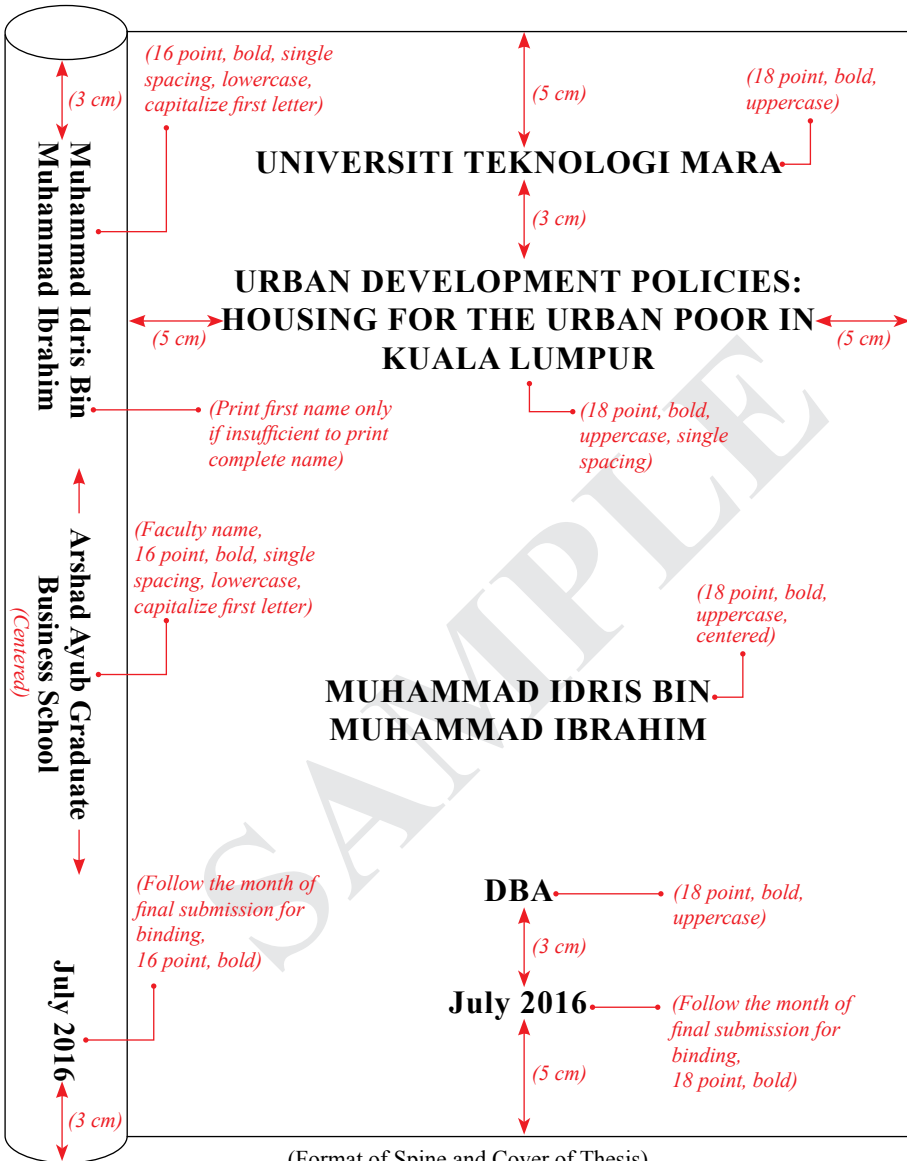 (16 point, bold, single
spacing, lowercase,
capitalize first letter)
(3 cm)
Muhammad Idris Bin
Muhammad Ibrahim
(Print first name only
if insufficient to print
complete name)
(Faculty name,
16 point, bold, single
spacing, lowercase,
capitalize first letter)
Arshad Ayub Graduate
Business School
(Centered)
(Follow the month of
final submission for
binding,
16 point, bold)
July 2016
(3 cm)
(5 cm)
(18 point, bold,
uppercase)
UNIVERSITI TEKNOLOGI MARA
(3 cm)
URBAN DEVELOPMENT POLICIES:
HOUSING FOR THE URBAN POOR IN
KUALA LUMPUR
(5 cm)
(5 cm)
(18 point, bold,
uppercase, single
spacing)
SAMPLE
(18 point, bold,
uppercase,
centered)
MUHAMMAD IDRIS BIN
MUHAMMAD IBRAHIM
DBA
(18 point, bold,
uppercase)
(3 cm)
July 2016
(Follow the month of
final submission for
binding,
18 point, bold)
(5 cm)
(Format of Spine and Cover of Thesis)